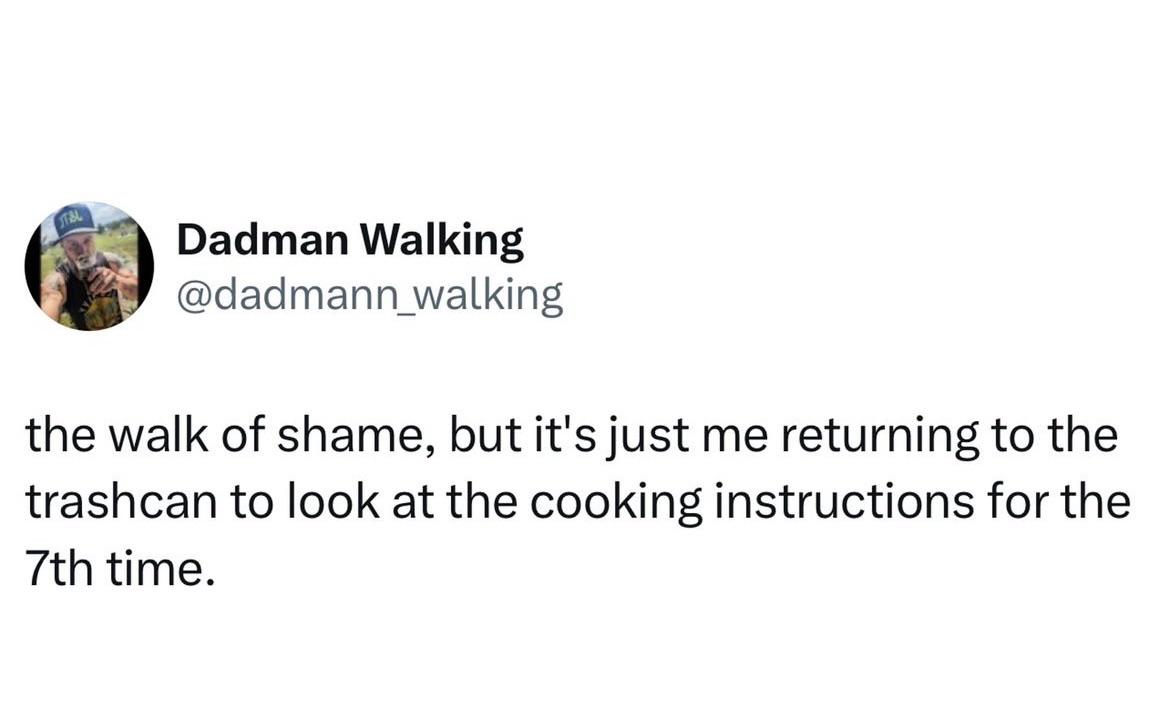 Dadman Walking
@dadmann_walking
the walk of shame, but it's just me returning to the
trashcan to look at the cooking instructions for the
7th time.